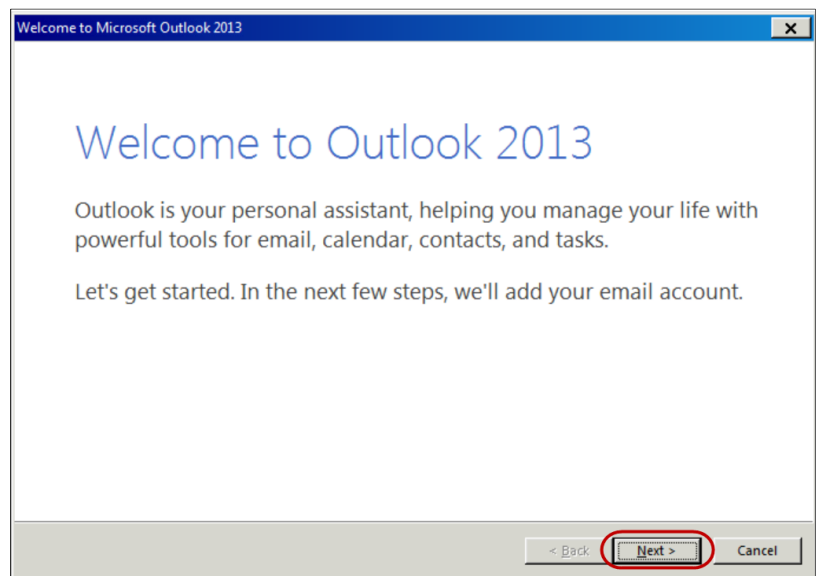 Welcome to Microsoft Outlook 2013
Welcome to Outlook 2013
Outlook is your personal assistant, helping you manage your life with
powerful tools for email, calendar, contacts, and tasks.
Let's get started. In the next few steps, we'll add your email account.
< Back Next > Cancel